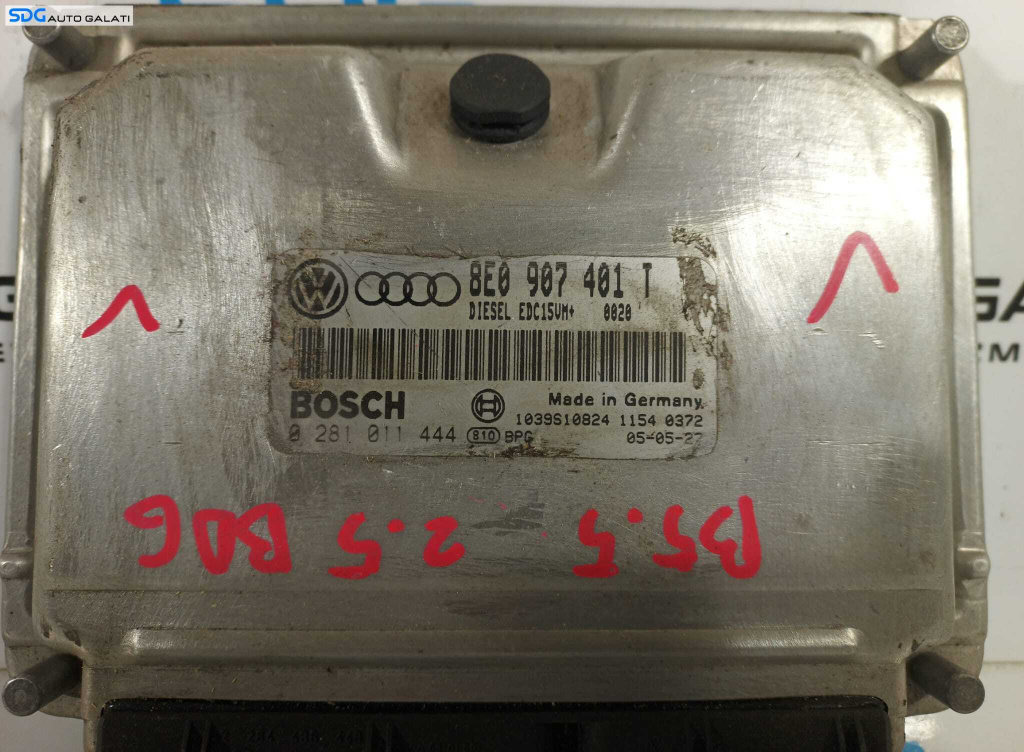 SDG AUTO GALATI
8E0 907 401 T
DIESEL EDC15VM+ 0020
BOSCH
Made in Germany
1039S10824 1154 0372
0 281 011 444 810 BPG 05-05-27
B5.5 2.5 BDG